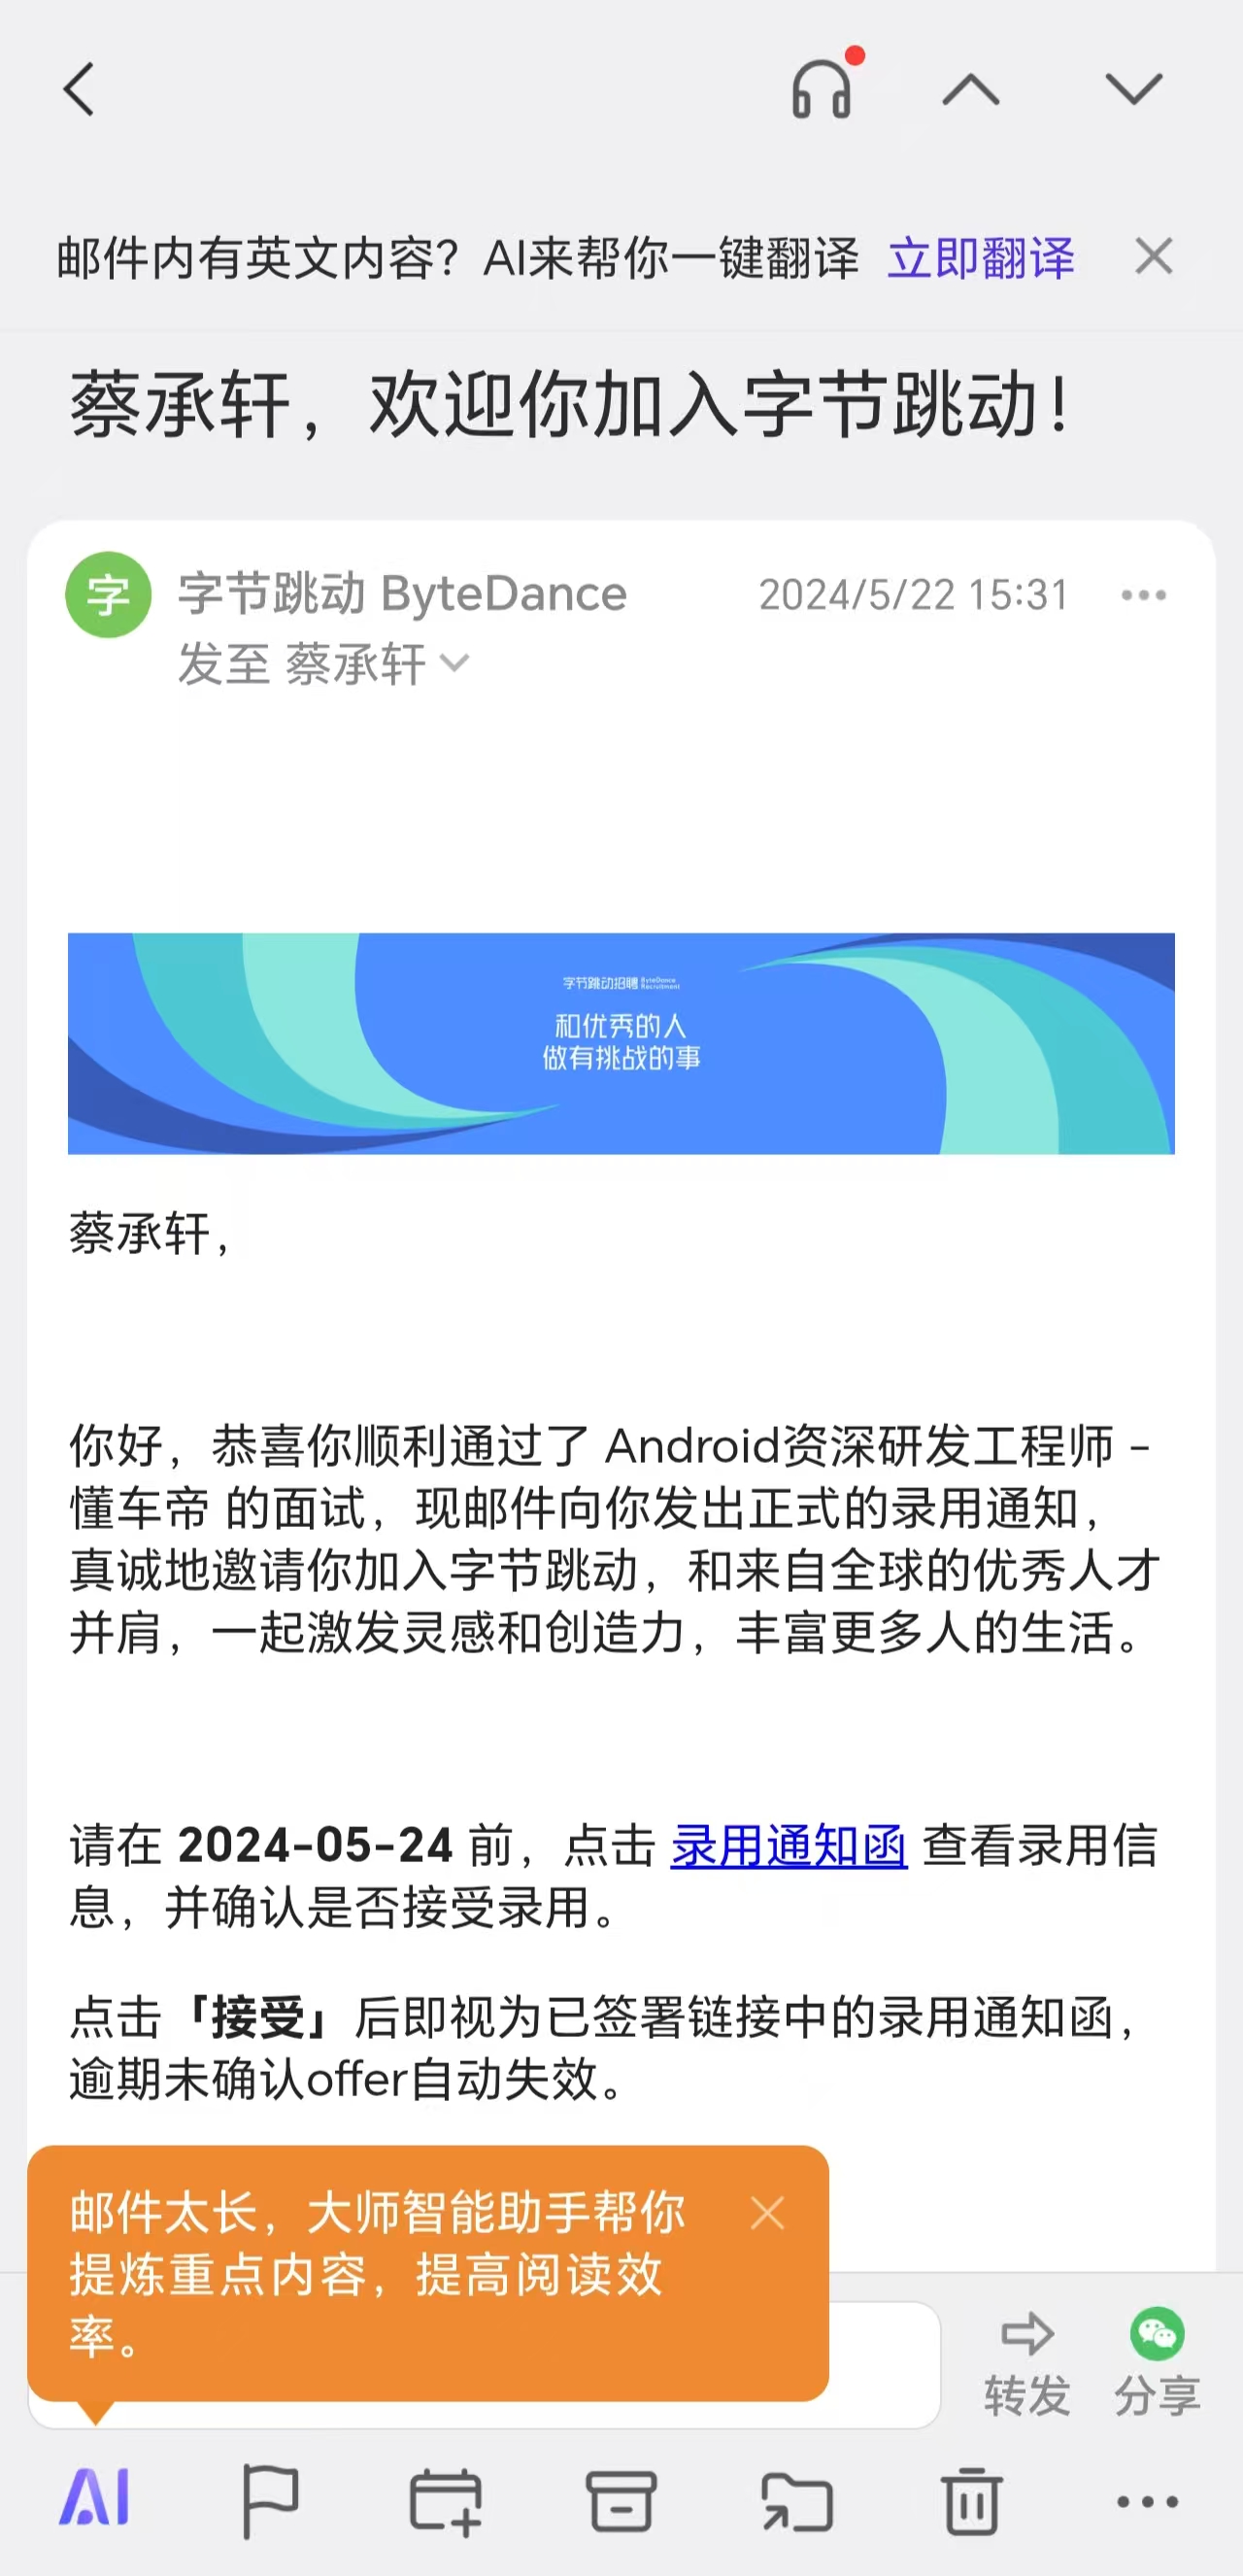 邮件内有英文内容？AI来帮你一键翻译 立即翻译
蔡承轩，欢迎你加入字节跳动！
字 字节跳动 ByteDance 2024/5/22 15:31
发至 蔡承轩
字节跳动招聘 ByteDance Recruitment
和优秀的人
做有挑战的事
蔡承轩，
你好，恭喜你顺利通过了 Android资深研发工程师 -
懂车帝 的面试，现邮件向你发出正式的录用通知，
真诚地邀请你加入字节跳动，和来自全球的优秀人才
并肩，一起激发灵感和创造力，丰富更多人的生活。
请在 2024-05-24 前，点击 录用通知函 查看录用信
息，并确认是否接受录用。
点击「接受」后即视为已签署链接中的录用通知函，
逾期未确认offer自动失效。
邮件太长，大师智能助手帮你
提炼重点内容，提高阅读效
率。
转发 分享
AI